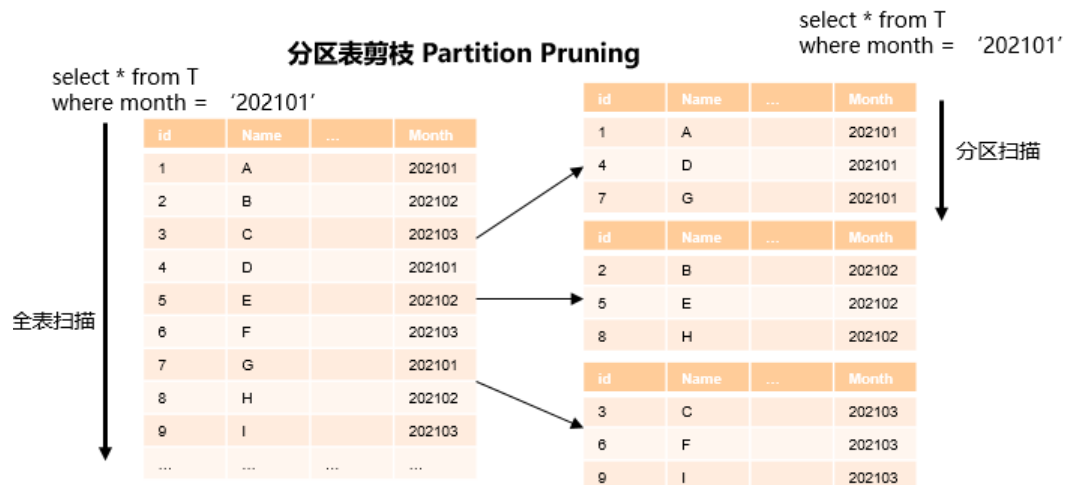 分区表剪枝 Partition Pruning
select * from T
where month = ‘202101’
全表扫描
id Name ... Month
1 A 202101
2 B 202102
3 C 202103
4 D 202101
5 E 202102
6 F 202103
7 G 202101
8 H 202102
9 I 202103
... ... ... ...
select * from T
where month = ‘202101’
分区扫描
id Name ... Month
1 A 202101
4 D 202101
7 G 202101
id Name ... Month
2 B 202102
5 E 202102
8 H 202102
id Name ... Month
3 C 202103
6 F 202103
9 I 202103